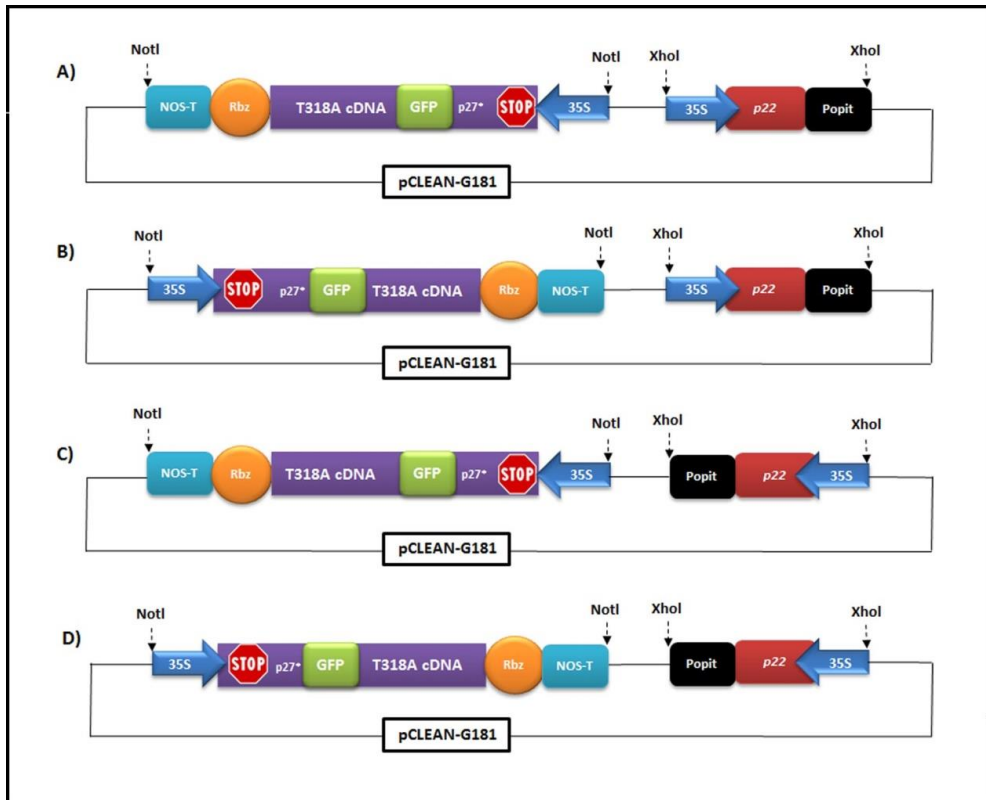 NotI NotI XhoI XhoI
A) NOS-T Rbz T318A cDNA GFP p27* STOP 35S 35S p22 Popit
pCLEAN-G181
NotI NotI XhoI XhoI
B) 35S STOP p27* GFP T318A cDNA Rbz NOS-T 35S p22 Popit
pCLEAN-G181
NotI NotI XhoI XhoI
C) NOS-T Rbz T318A cDNA GFP p27* STOP 35S Popit p22 35S
pCLEAN-G181
NotI NotI XhoI XhoI
D) 35S STOP p27* GFP T318A cDNA Rbz NOS-T Popit p22 35S
pCLEAN-G181